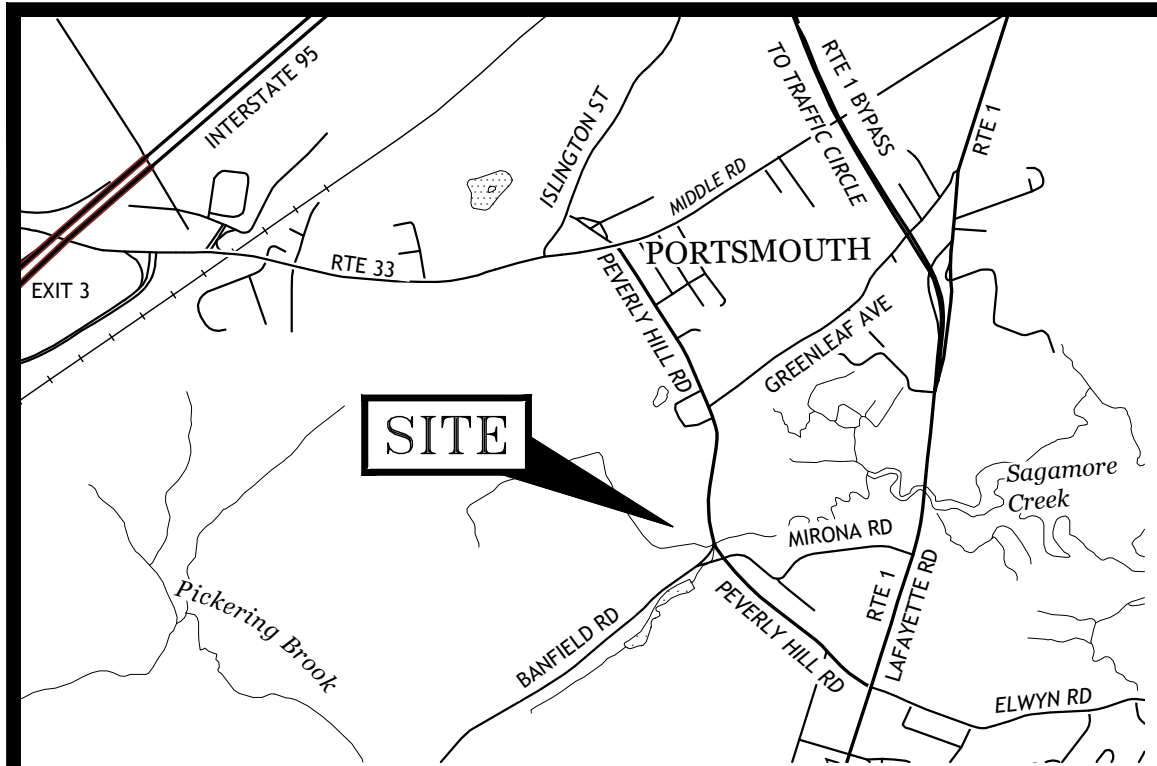 INTERSTATE 95
ISLINGTON ST
TO TRAFFIC CIRCLE
RTE 1 BYPASS
RTE 1
MIDDLE RD
PORTSMOUTH
RTE 33
EXIT 3
PEVERLY HILL RD
GREENLEAF AVE
SITE
Sagamore
Creek
MIRONA RD
Pickering Brook
BANFIELD RD
PEVERLY HILL RD
RTE 1
LAFAYETTE RD
ELWYN RD